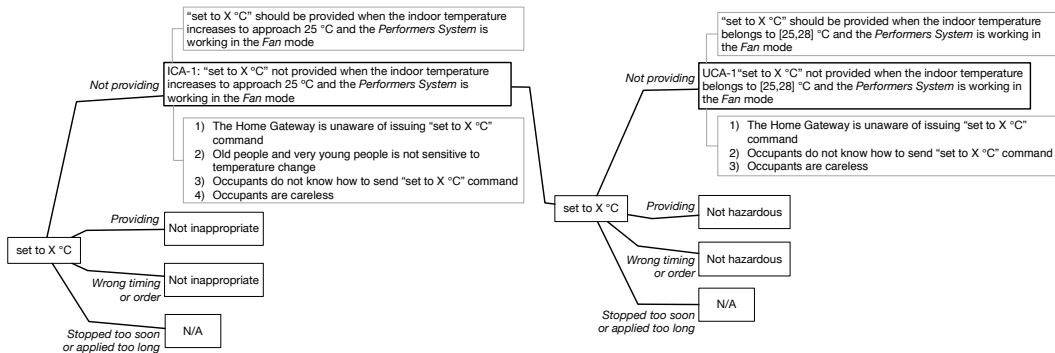 "set to X °C" should be provided when the indoor temperature
increases to approach 25 °C and the Performers System is
working in the Fan mode
Not providing
ICA-1: "set to X °C" not provided when the indoor temperature
increases to approach 25 °C and the Performers System is
working in the Fan mode
1) The Home Gateway is unaware of issuing "set to X °C"
command
2) Old people and very young people is not sensitive to
temperature change
3) Occupants do not know how to send "set to X °C" command
4) Occupants are careless
Providing
Not inappropriate
set to X °C
Wrong timing
or order
Not inappropriate
Stopped too soon
or applied too long
N/A
"set to X °C" should be provided when the indoor temperature
belongs to [25,28] °C and the Performers System is
working in the Fan mode
Not providing
UCA-1"set to X °C" not provided when the indoor temperature
belongs to [25,28] °C and the Performers System is working in
the Fan mode
1) The Home Gateway is unaware of issuing "set to X °C"
command
2) Occupants do not know how to send "set to X °C" command
3) Occupants are careless
set to X °C
Providing
Not hazardous
Wrong timing
or order
Not hazardous
Stopped too soon
or applied too long
N/A